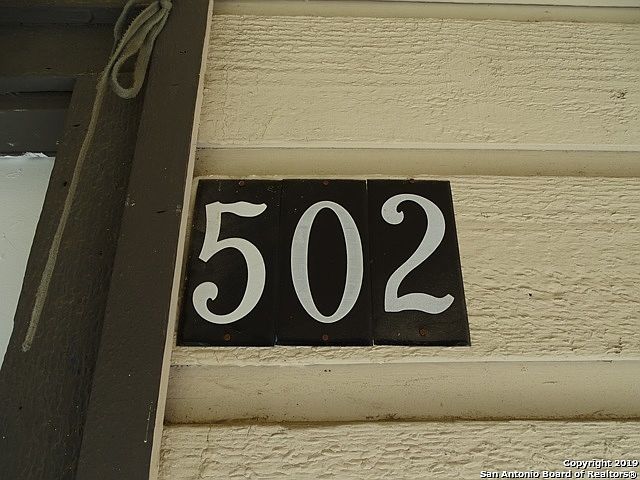 502
Copyright 2019
San Antonio Board of Realtors®